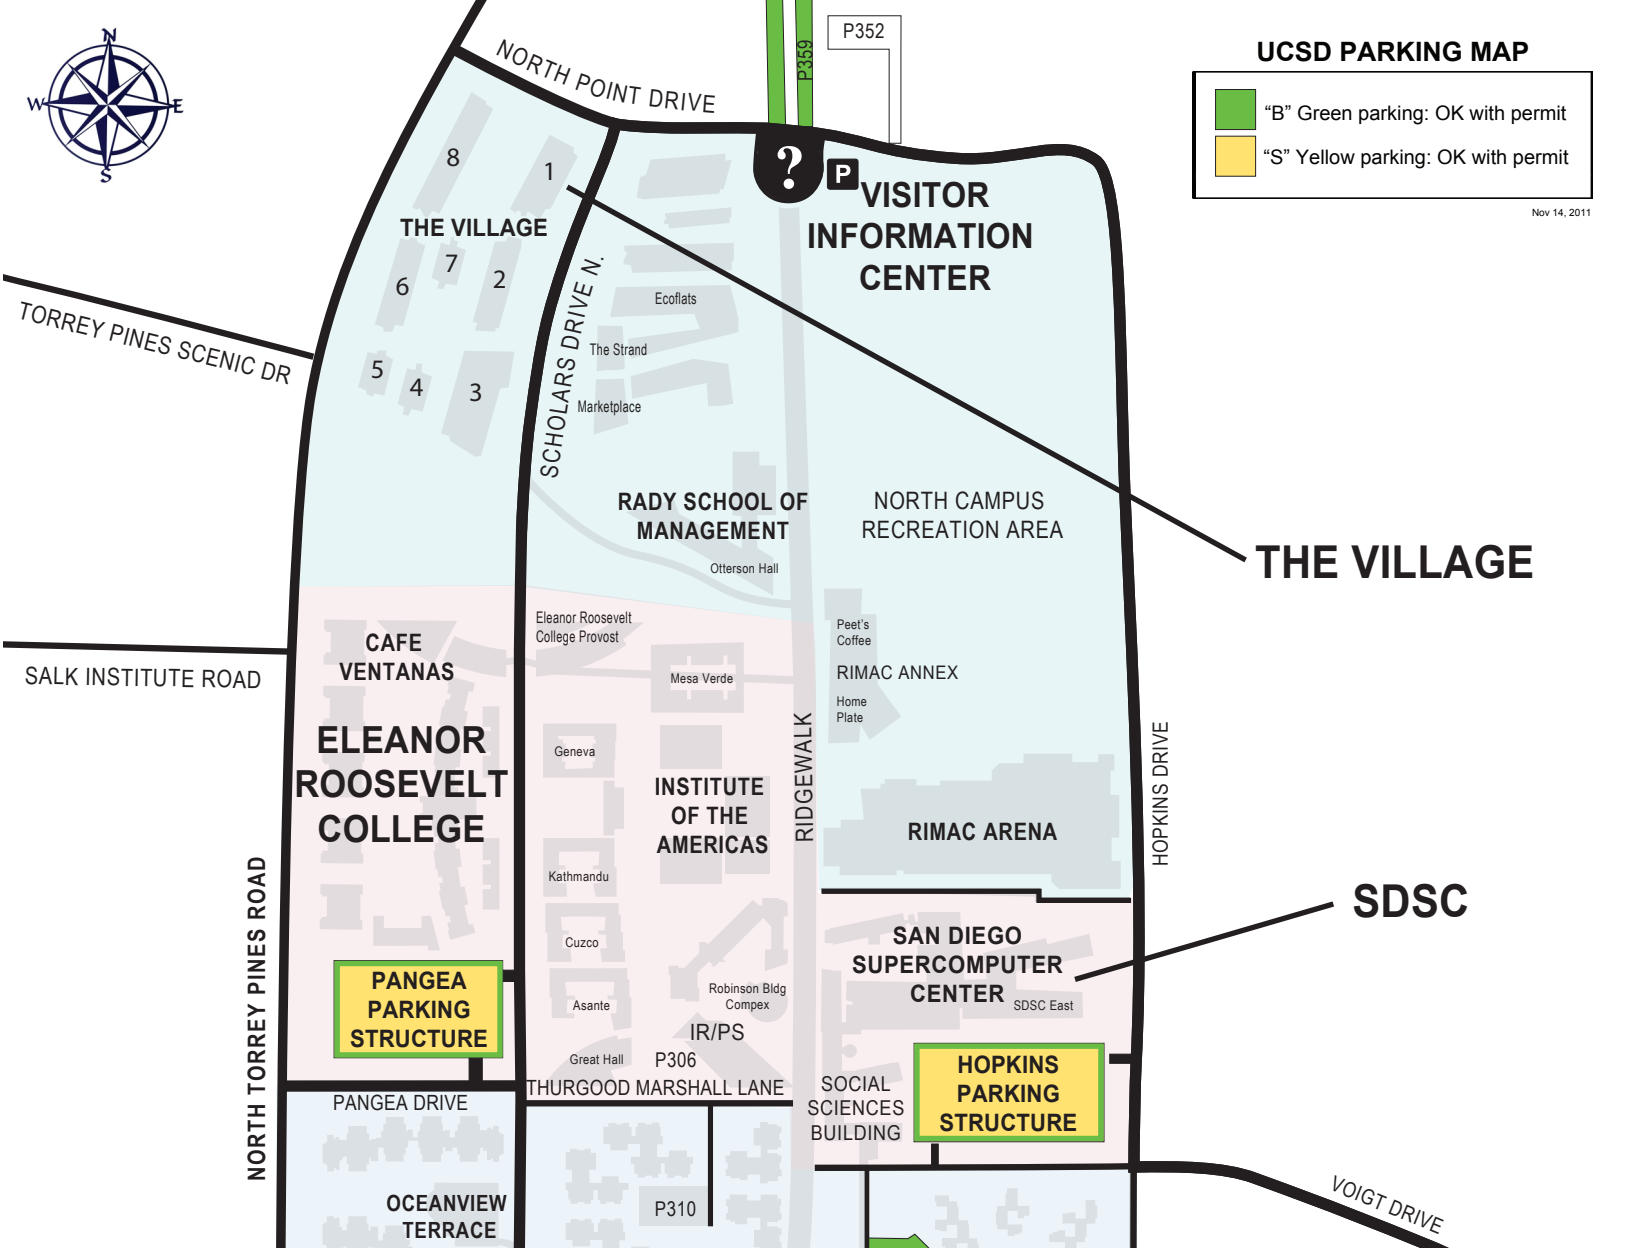 N
W
E
S
NORTH POINT DRIVE
P359
P352
UCSD PARKING MAP
“B” Green parking: OK with permit
“S” Yellow parking: OK with permit
Nov 14, 2011
?
P
VISITOR
INFORMATION
CENTER
8
1
THE VILLAGE
7
2
6
5
4
3
SCHOLARS DRIVE N.
Ecoflats
The Strand
Marketplace
TORREY PINES SCENIC DR
RADY SCHOOL OF
MANAGEMENT
Otterson Hall
NORTH CAMPUS
RECREATION AREA
THE VILLAGE
SALK INSTITUTE ROAD
CAFE
VENTANAS
Eleanor Roosevelt
College Provost
Mesa Verde
Peet’s
Coffee
RIMAC ANNEX
Home
Plate
ELEANOR
ROOSEVELT
COLLEGE
Geneva
INSTITUTE
OF THE
AMERICAS
RIDGEWALK
RIMAC ARENA
HOPKINS DRIVE
NORTH TORREY PINES ROAD
Kathmandu
Cuzco
Asante
Great Hall
SDSC
SAN DIEGO
SUPERCOMPUTER
CENTER
SDSC East
PANGEA
PARKING
STRUCTURE
Robinson Bldg
Compex
IR/PS
P306
THURGOOD MARSHALL LANE
SOCIAL
SCIENCES
BUILDING
HOPKINS
PARKING
STRUCTURE
PANGEA DRIVE
OCEANVIEW
TERRACE
P310
VOIGT DRIVE